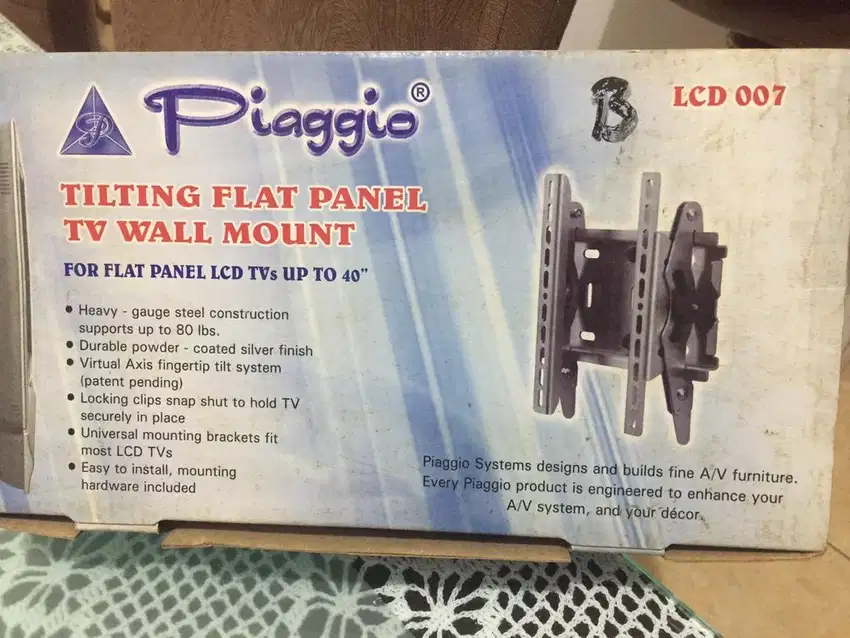 Piaggio®
B
LCD 007
TILTING FLAT PANEL
TV WALL MOUNT
FOR FLAT PANEL LCD TVs UP TO 40"
• Heavy - gauge steel construction
supports up to 80 lbs.
• Durable powder - coated silver finish
• Virtual Axis fingertip tilt system
(patent pending)
• Locking clips snap shut to hold TV
securely in place
• Universal mounting brackets fit
most LCD TVs
• Easy to install, mounting
hardware included
Piaggio Systems designs and builds fine A/V furniture.
Every Piaggio product is engineered to enhance your
A/V system, and your décor.